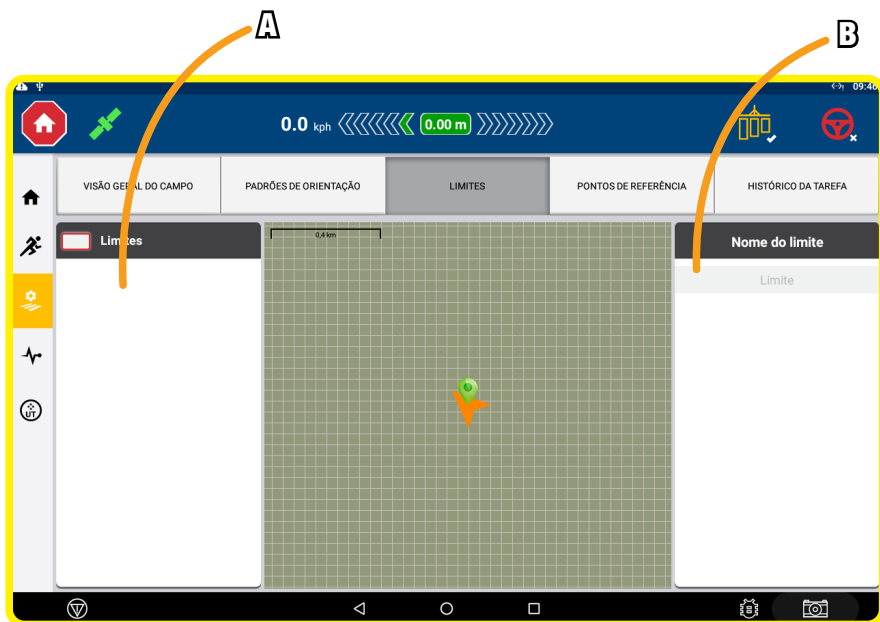 A
B
09:46
0.0 kph
0.00 m
VISÃO GERAL DO CAMPO
PADRÕES DE ORIENTAÇÃO
LIMITES
PONTOS DE REFERÊNCIA
HISTÓRICO DA TAREFA
Limites
0,4 km
Nome do limite
Limite
UT